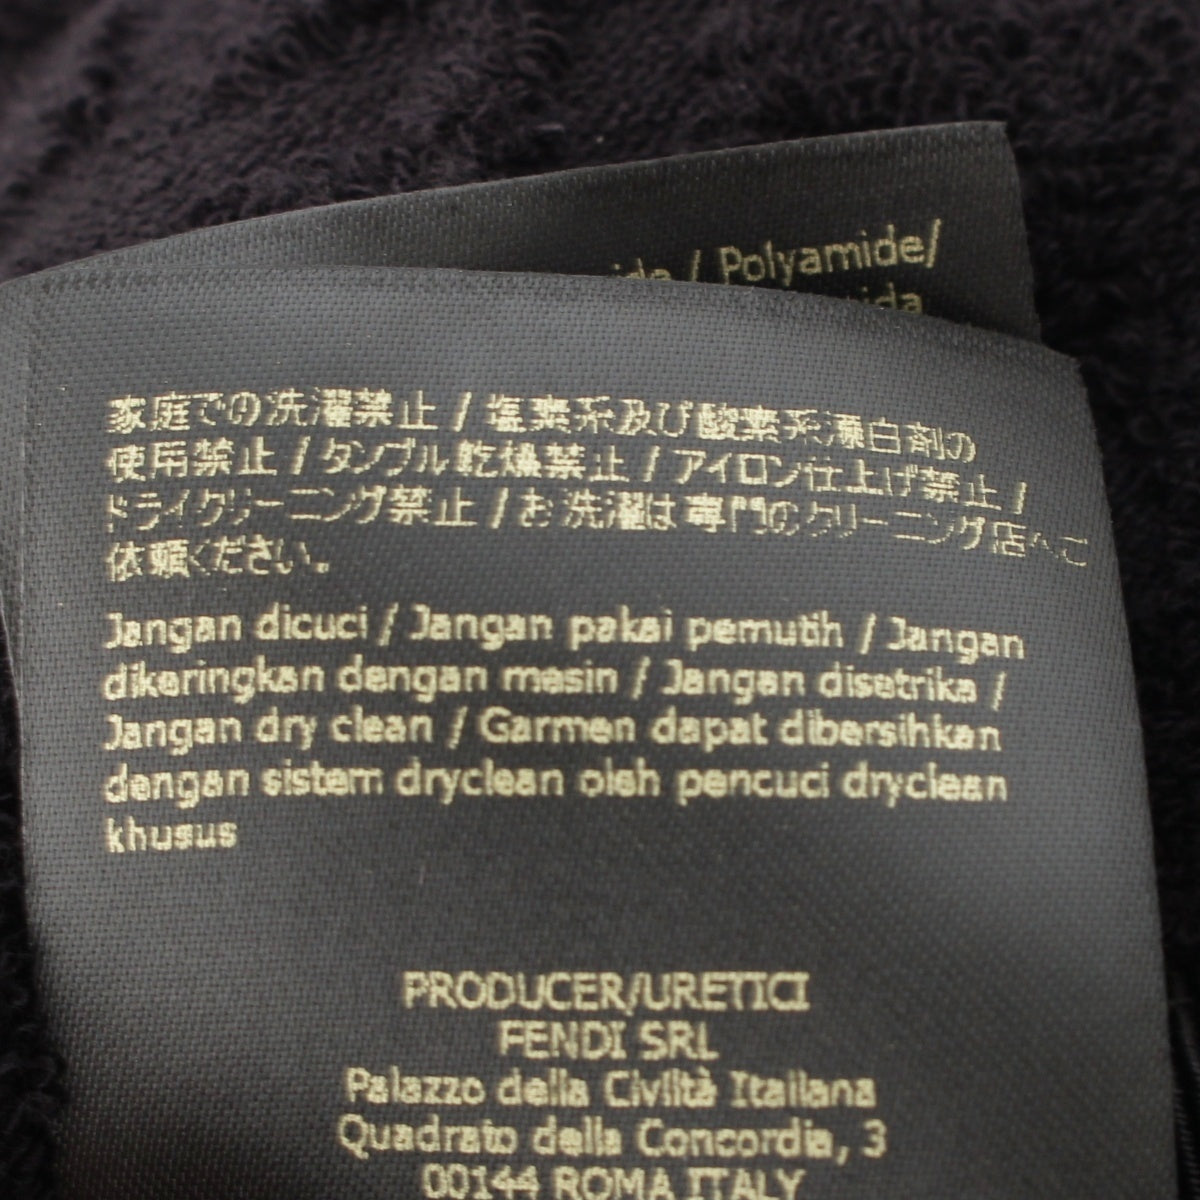 / Polyamide/
家庭での洗濯禁止 / 塩素系及び酸素系漂白剤の
使用禁止 / タンブル乾燥禁止 / アイロン仕上げ禁止 /
ドライクリーニング禁止 / お洗濯は専門のクリーニング店へご
依頼ください。
Jangan dicuci / Jangan pakai pemutih / Jangan
dikeringkan dengan mesin / Jangan disetrika /
Jangan dry clean / Garmen dapat dibersihkan
dengan sistem dryclean oleh pencuci dryclean
khusus
PRODUCER/URETICI
FENDI SRL
Palazzo della Civiltà Italiana
Quadrato della Concordia, 3
00144 ROMA ITALY